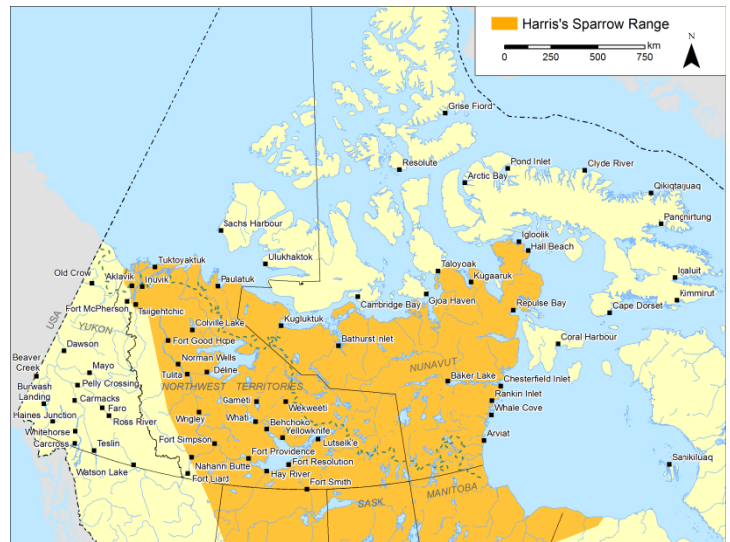 Harris's Sparrow Range
km
0 250 500 750
N
Grise Fiord
Resolute
Pond Inlet
Clyde River
Arctic Bay
Qikiqtaijuaq
Pangnirtung
Sachs Harbour
Igloolik
Hall Beach
Ulukhaktok
Tuktoyaktuk
Taloyoak
Kugaaruk
Iqaluit
Old Crow
Aklavik
Inuvik
Paulatuk
Kimmirut
Cambridge Bay
Gjoa Haven
Fort McPherson
Tsiigehtchic
Repulse Bay
Cape Dorset
USA
YUKON
Colville Lake
Kugluktuk
Fort Good Hope
Bathurst Inlet
Coral Harbour
Dawson
Norman Wells
NUNAVUT
Beaver
Creek
Mayo
Tulita
Déline
Baker Lake
Chesterfield Inlet
Burwash
Landing
Pelly Crossing
NORTHWEST TERRITORIES
Rankin Inlet
Carmacks
Gameti
Wekweeti
Whale Cove
Haines Junction
Faro
Ross River
Wrigley
Whati
Behchoko
Whitehorse
Yellowknife
Arviat
Carcross
Teslin
Fort Simpson
Lutselk'e
Fort Providence
Sanikiluaq
Watson Lake
Nahanni Butte
Fort Resolution
Fort Liard
Hay River
Fort Smith
SASK
MANITOBA